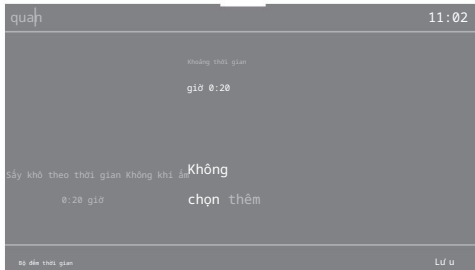 quan
11:02
Khoảng thời gian
giờ 0:20
Sấy khô theo thời gian Không khí ấm
0:20 giờ
Không
chọn thêm
Bộ đếm thời gian
Lưu